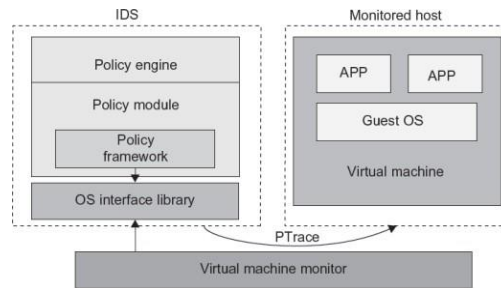 IDS
Policy engine
Policy module
Policy
framework
OS interface library
Monitored host
APP
APP
Guest OS
Virtual machine
PTrace
Virtual machine monitor